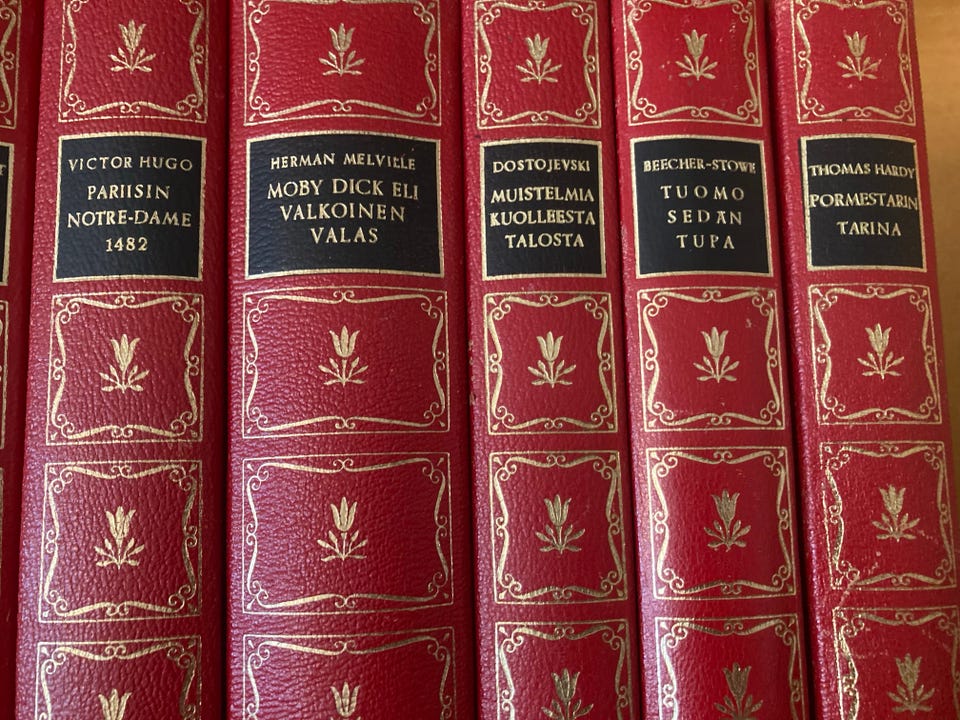 VICTOR HUGO
PARIISIN
NOTRE-DAME
1482
HERMAN MELVILLE
MOBY DICK ELI
VALKOINEN
VALAS
DOSTOJEVSKI
MUISTELMIA
KUOLLEESTA
TALOSTA
BEECHER-STOWE
TUOMO
SEDÄN
TUPA
THOMAS HARDY
PORMESTARIN
TARINA